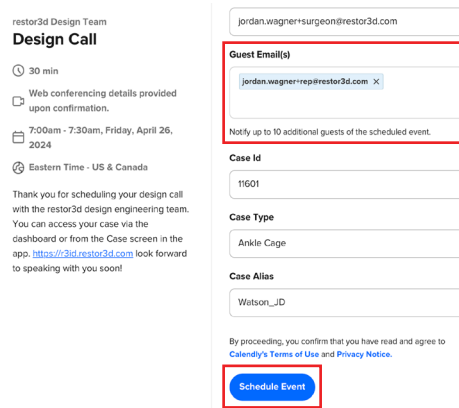 restor3d Design Team
Design Call
30 min
Web conferencing details provided
upon confirmation.
7:00am - 7:30am, Friday, April 26,
2024
Eastern Time - US & Canada
Thank you for scheduling your design call
with the restor3d design engineering team.
You can access your case via the
dashboard or from the Case screen in the
app. https://r3id.restor3d.com look forward
to speaking with you soon!
jordan.wagner+surgeon@restor3d.com
Guest Email(s)
jordan.wagner+rep@restor3d.com ×
Notify up to 10 additional guests of the scheduled event.
Case Id
11601
Case Type
Ankle Cage
Case Alias
Watson_JD
By proceeding, you confirm that you have read and agree to
Calendly's Terms of Use and Privacy Notice.
Schedule Event